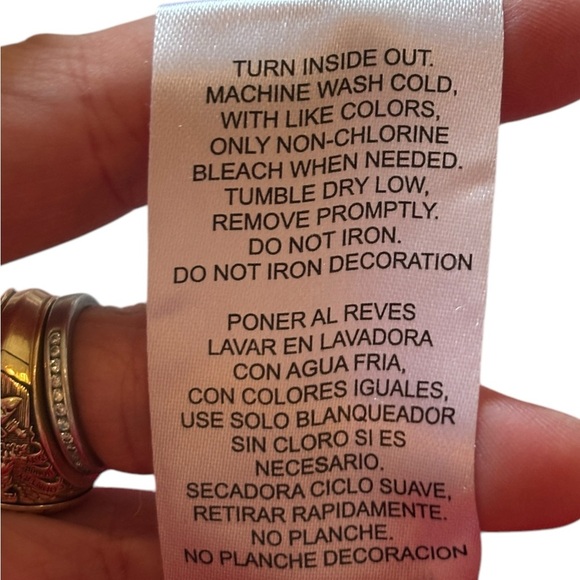 TURN INSIDE OUT.
MACHINE WASH COLD,
WITH LIKE COLORS,
ONLY NON-CHLORINE
BLEACH WHEN NEEDED.
TUMBLE DRY LOW,
REMOVE PROMPTLY.
DO NOT IRON.
DO NOT IRON DECORATION
PONER AL REVES
LAVAR EN LAVADORA
CON AGUA FRIA,
CON COLORES IGUALES,
USE SOLO BLANQUEADOR
SIN CLORO SI ES
NECESARIO.
SECADORA CICLO SUAVE,
RETIRAR RAPIDAMENTE.
NO PLANCHE.
NO PLANCHE DECORACION